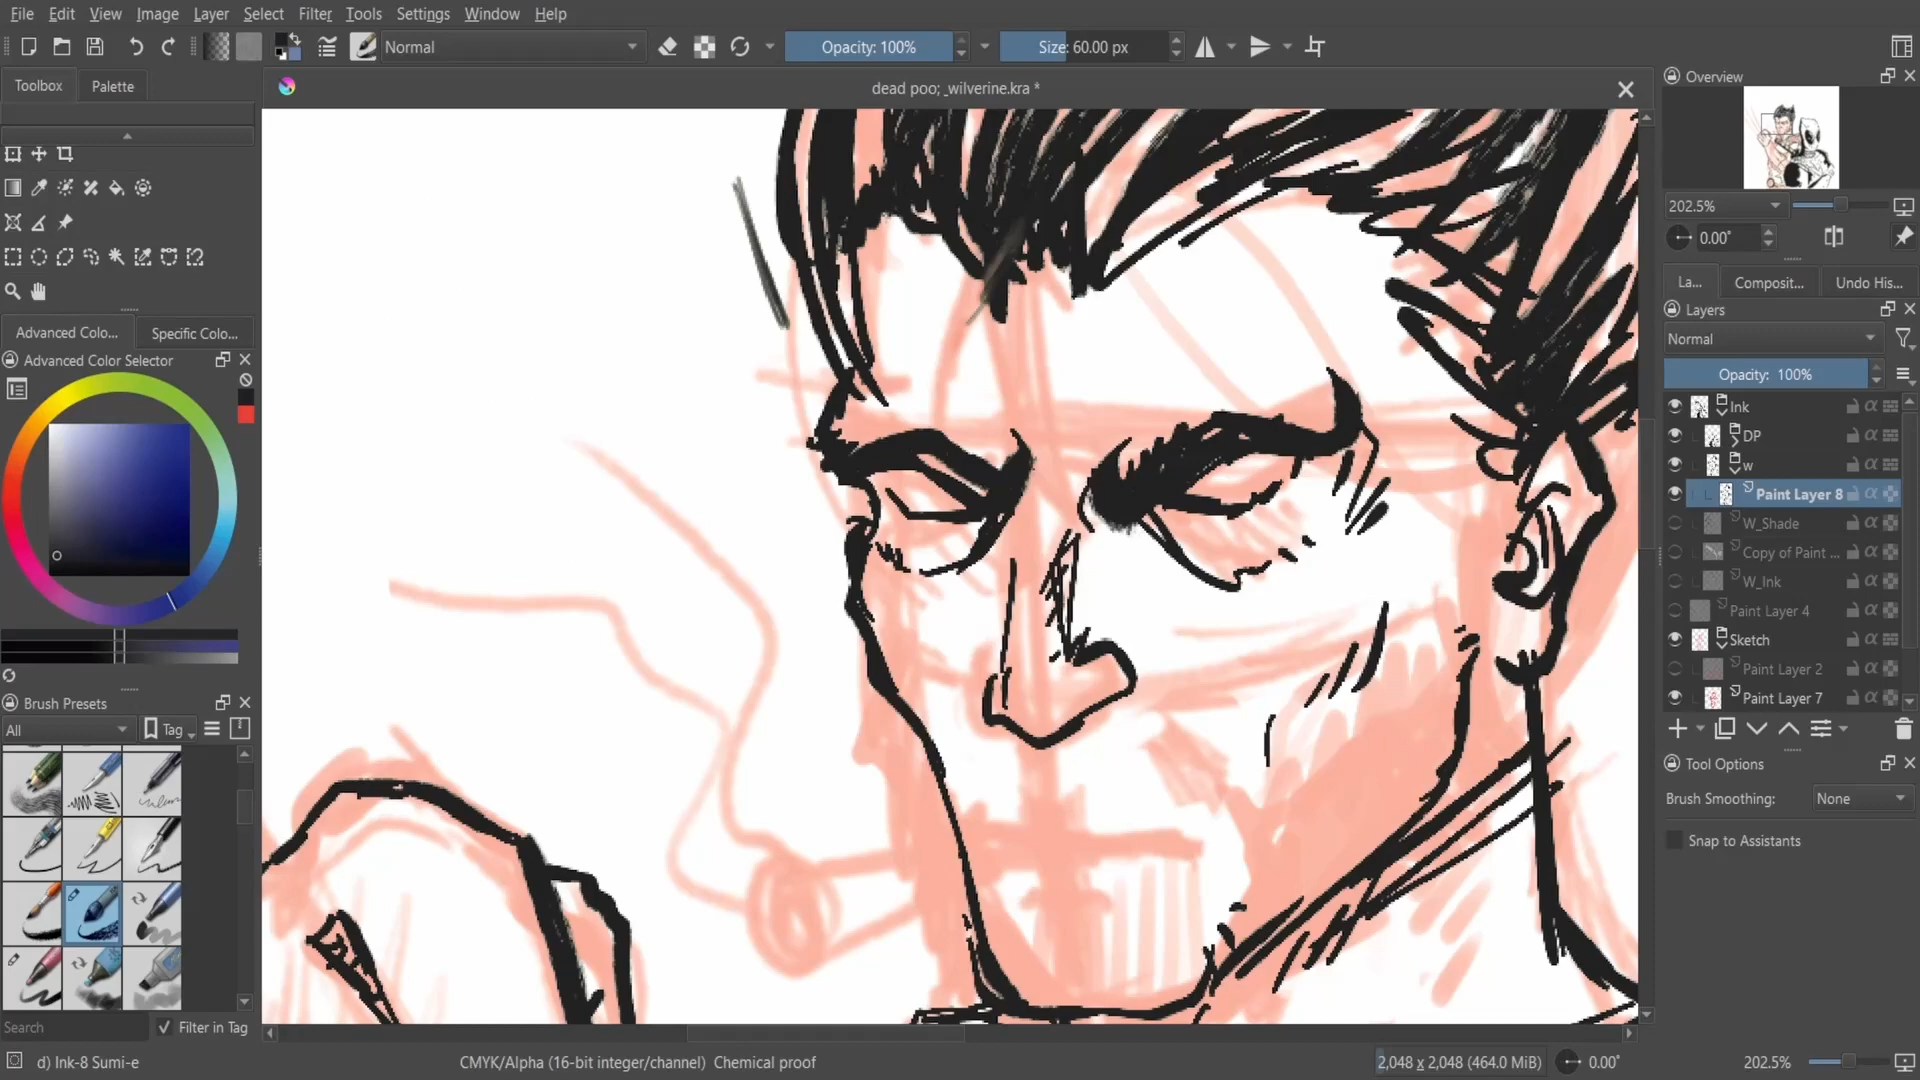 File Edit View Image Layer Select Filter Tools Settings Window Help
Normal Opacity: 100% Size: 60.00 px
Toolbox Palette
dead poo; _wilverine.kra *
Overview
202.5%
0.00°
La... Composit... Undo His...
Layers
Normal
Opacity: 100%
Ink
DP
w
Paint Layer 8
W_Shade
Copy of Paint ...
W_Ink
Paint Layer 4
Sketch
Paint Layer 2
Paint Layer 7
Tool Options
Brush Smoothing: None
Snap to Assistants
Advanced Colo... Specific Colo...
Advanced Color Selector
Brush Presets
All Tag
Search Filter in Tag
d) Ink-8 Sumi-e CMYK/Alpha (16-bit integer/channel) Chemical proof 2,048 x 2,048 (464.0 MiB) 0.00° 202.5%